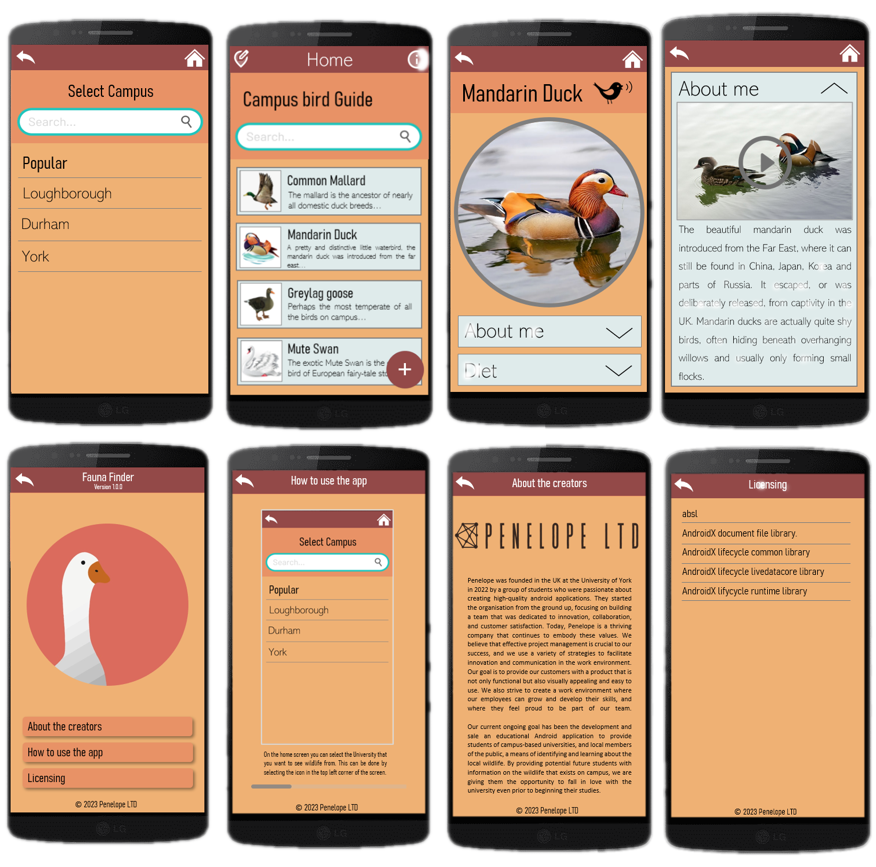 Select Campus
Search...
Popular
Loughborough
Durham
York
LG
Home
Campus bird Guide
Search...
Common Mallard
The mallard is the ancestor of nearly
all domestic duck breeds...
Mandarin Duck
A pretty and distinctive little waterbird, the
mandarin duck was introduced from the far
east...
Greylag goose
Perhaps the most temperate of all
the birds on campus...
Mute Swan
The exotic Mute Swan is the
bird of European fairy-tale
+
LG
Mandarin Duck
About me
Diet
LG
About me
The beautiful mandarin duck was
introduced from the Far East, where it can
still be found in China, Japan, Korea and
parts of Russia. It escaped, or was
deliberately released, from captivity in the
UK. Mandarin ducks are actually quite shy
birds, often hiding beneath overhanging
willows and usually only forming small
flocks.
LG
Fauna Finder
Version 1.0.0
About the creators
How to use the app
Licensing
© 2023 Penelope LTD
LG
How to use the app
Select Campus
Search...
Popular
Loughborough
Durham
York
On the home screen you can select the University that
you want to see wildlife from. This can be done by
selecting the icon in the top left corner of the screen.
© 2023 Penelope LTD
LG
About the creators
PENELOPE LTD
Penelope was founded in the UK at the University of York
in 2022 by a group of students who were passionate about
creating high-quality android applications. They started
the organisation from the ground up, focusing on building
a team that was dedicated to innovation, collaboration,
and customer satisfaction. Today, Penelope is a thriving
company that continues to embody these values. We
believe that effective project management is crucial to our
success, and we use a variety of strategies to facilitate
innovation and communication in the work environment.
Our goal is to provide our customers with a product that is
not only functional but also visually appealing and easy to
use. We also strive to create a work environment where
our employees can grow and develop their skills, and
where they feel proud to be part of our team.
Our current ongoing goal has been the development and
sale an educational Android application to provide
students of campus-based universities, and local members
of the public, a means of identifying and learning about the
local wildlife. By providing potential future students with
information on the wildlife that exists on campus, we are
giving them the opportunity to fall in love with the
university even prior to beginning their studies.
© 2023 Penelope LTD
LG
Licensing
absl
AndroidX document file library.
AndroidX lifecycle common library
AndroidX lifecycle livedatacore library
AndroidX lifycycle runtime library
© 2023 Penelope LTD
LG